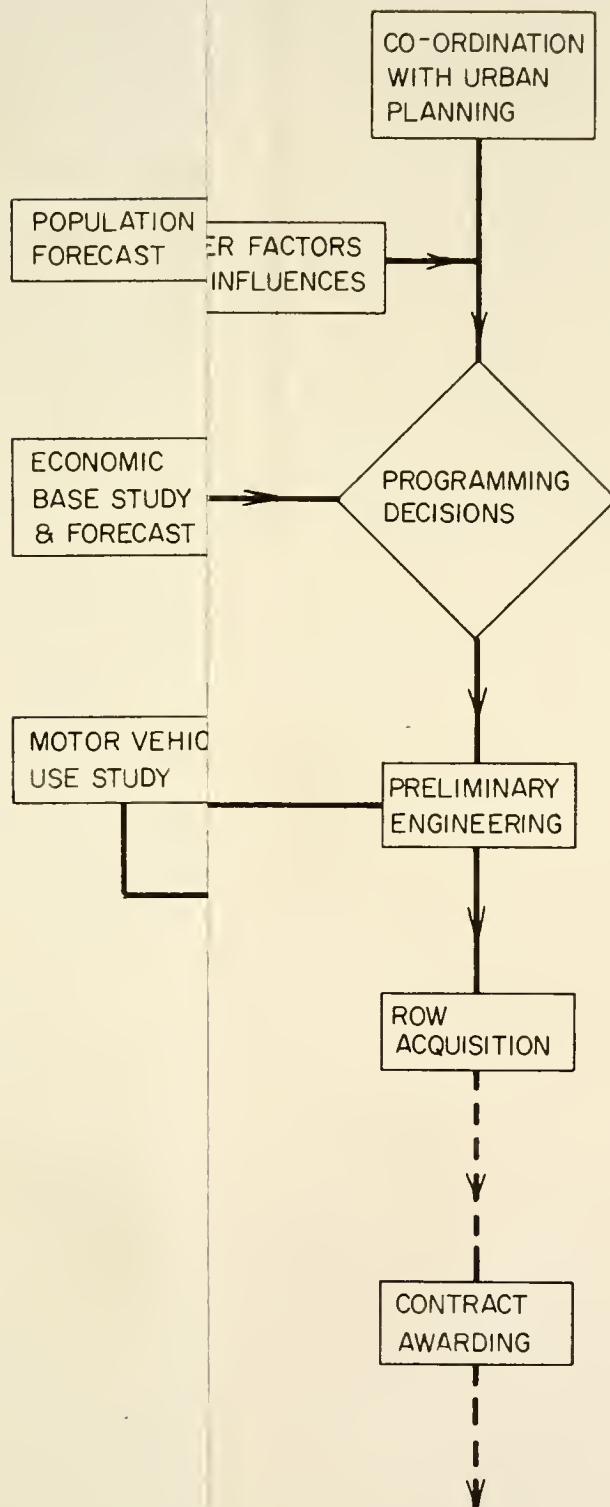 CO-ORDINATION
WITH URBAN
PLANNING
POPULATION
FORECAST
ER FACTORS
INFLUENCES
ECONOMIC
BASE STUDY
& FORECAST
PROGRAMMING
DECISIONS
MOTOR VEHIC
USE STUDY
PRELIMINARY
ENGINEERING
ROW
ACQUISITION
CONTRACT
AWARDING